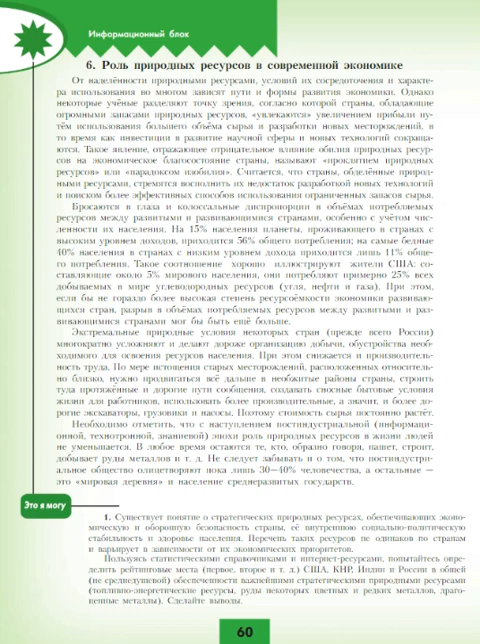 Информационный блок
6. Роль природных ресурсов в современной экономике
От наделённости природными ресурсами, условий их сосредоточения и характе-
ра использования во многом зависят пути и формы развития экономики. Однако
некоторые учёные разделяют точку зрения, согласно которой страны, обладающие
огромными запасами природных ресурсов, «увлекаются» увеличением прибыли пу-
тём использования большего объёма сырья и разработки новых месторождений, в
то время как инвестиции в развитие научной сферы и новых технологий сокраща-
ются. Такое явление, отражающее отрицательное влияние обилия природных ресур-
сов на экономическое благосостояние страны, называют «проклятием природных
ресурсов» или «парадоксом изобилия». Считается, что страны, обделённые природ-
ными ресурсами, стремятся восполнить их недостаток разработкой новых технологий
и поиском более эффективных способов использования ограниченных запасов сырья.
Бросаются в глаза и колоссальные диспропорции в объёмах потребляемых
ресурсов между развитыми и развивающимися странами, особенно с учётом чис-
ленности их населения. На 15% населения планеты, проживающего в странах с
высоким уровнем доходов, приходится 56% общего потребления; на самые бедные
40% населения в странах с низким уровнем дохода приходится лишь 11% обще-
го потребления. Такое соотношение хорошо иллюстрируют жители США: со-
ставляющие около 5% мирового населения, они потребляют примерно 25% всех
добываемых в мире углеводородных ресурсов (угля, нефти и газа). При этом,
если бы не гораздо более высокая степень ресурсоёмкости экономики развиваю-
щихся стран, разрыв в объёмах потребляемых ресурсов между развитыми и раз-
вивающимися странами мог бы быть ещё больше.
Экстремальные природные условия некоторых стран (прежде всего России)
многократно усложняют и делают дороже организацию добычи, обустройства необ-
ходимого для освоения ресурсов населения. При этом снижается и производитель-
ность труда. По мере истощения старых месторождений, расположенных относитель-
но близко, нужно продвигаться всё дальше в необжитые районы страны, строить
туда протяжённые и дорогие пути сообщения, создавать сносные бытовые условия
жизни для работников, использовать более производительные, а значит, и более до-
рогие экскаваторы, грузовики и насосы. Поэтому стоимость сырья постоянно растёт.
Необходимо отметить, что с наступлением постиндустриальной (информаци-
онной, технотронной, знаниевой) эпохи роль природных ресурсов в жизни людей
не уменьшается. В любое время остаются те, кто, образно говоря, пашет, строит,
добывает руды металлов и т. д. Не следует забывать и о том, что постиндустри-
альное общество олицетворяют пока лишь 30—40% человечества, а остальные —
это «мировая деревня» и население среднеразвитых государств.
Это я могу
1. Существует понятие о стратегических природных ресурсах, обеспечивающих эконо-
мическую и оборонную безопасность страны, её внутреннюю социально-политическую
стабильность и здоровье населения. Перечень таких ресурсов не одинаков по странам
и варьирует в зависимости от их экономических приоритетов.
Пользуясь статистическими справочниками и интернет-ресурсами, попытайтесь опре-
делить рейтинговые места (первое, второе и т. д.) США, КНР, Индии и России в общей
(не среднедушевой) обеспеченности важнейшими стратегическими природными ресурсами
(топливно-энергетические ресурсы, руды некоторых цветных и редких металлов, драго-
ценные металлы). Сделайте выводы.
60